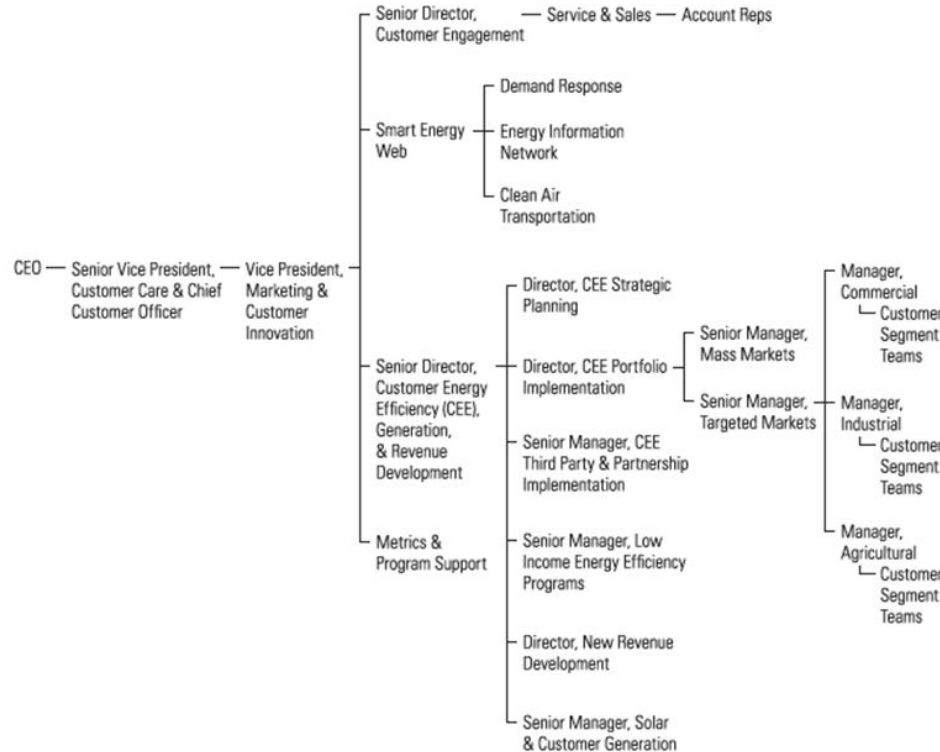 Senior Director,
Customer Engagement
Service & Sales
Account Reps
Smart Energy
Web
Demand Response
Energy Information
Network
Clean Air
Transportation
CEO
Senior Vice President,
Customer Care & Chief
Customer Officer
Vice President,
Marketing &
Customer
Innovation
Senior Director,
Customer Energy
Efficiency (CEE),
Generation,
& Revenue
Development
Director, CEE Strategic
Planning
Director, CEE Portfolio
Implementation
Senior Manager,
Mass Markets
Senior Manager,
Targeted Markets
Manager,
Commercial
Customer
Segment
Teams
Manager,
Industrial
Customer
Segment
Teams
Manager,
Agricultural
Customer
Segment
Teams
Senior Manager, CEE
Third Party & Partnership
Implementation
Senior Manager, Low
Income Energy Efficiency
Programs
Director, New Revenue
Development
Senior Manager, Solar
& Customer Generation
Metrics &
Program Support